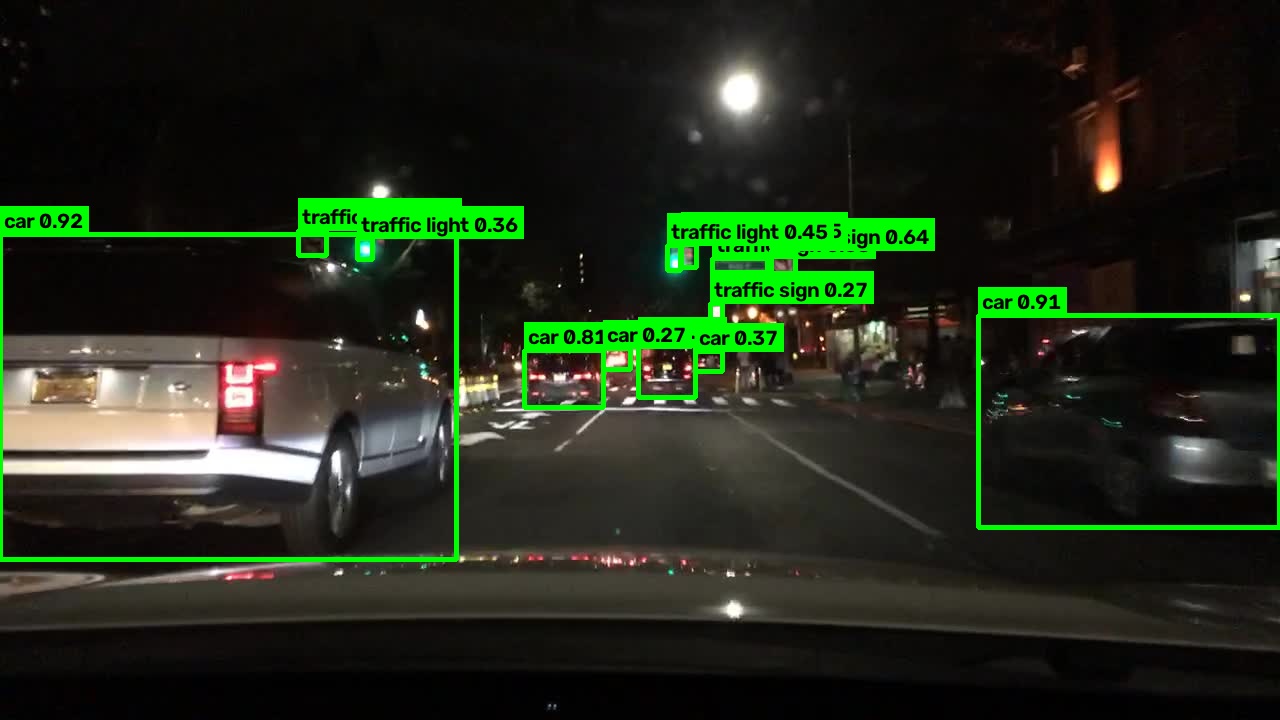 car 0.92
traffic light 0.36
traffic light 0.45
sign 0.64
traffic sign 0.27
car 0.91
car 0.81
car 0.27
car 0.37